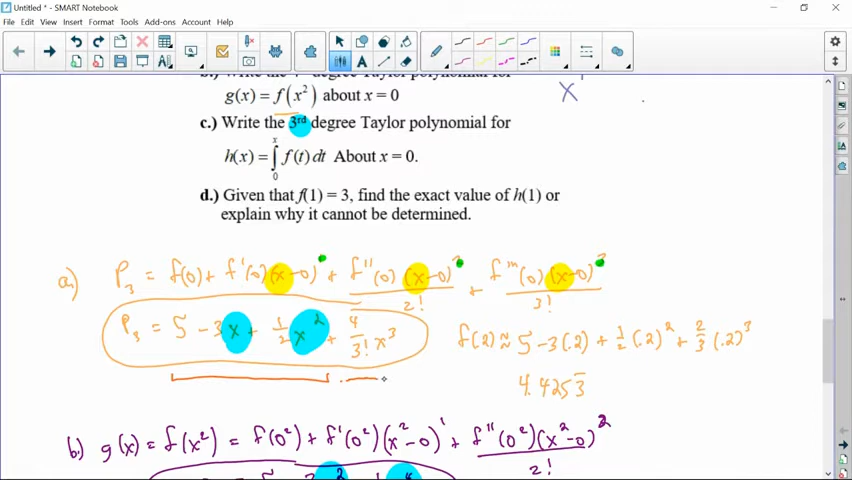 Untitled * - SMART Notebook
File Edit View Insert Format Tools Add-ons Account Help
g(x) = f(x²) about x = 0
x
c.) Write the 3rd degree Taylor polynomial for
h(x) = ∫₀ˣ f(t) dt About x = 0.
d.) Given that f(1) = 3, find the exact value of h(1) or
explain why it cannot be determined.
a.) P₃ = f(0) + f'(0)(x-0) + f''(0)(x-0)²/2! + f'''(0)(x-0)³/3!
P₃ = 5 - 3x + 1/2 x² + 4/3! x³
f(.2) ≈ 5 - 3(.2) + 1/2 (.2)² + 2/3 (.2)³
4.4253̄
b.) g(x) = f(x²) = f(0²) + f'(0²)(x²-0)¹ + f''(0²)(x²-0)²/2!